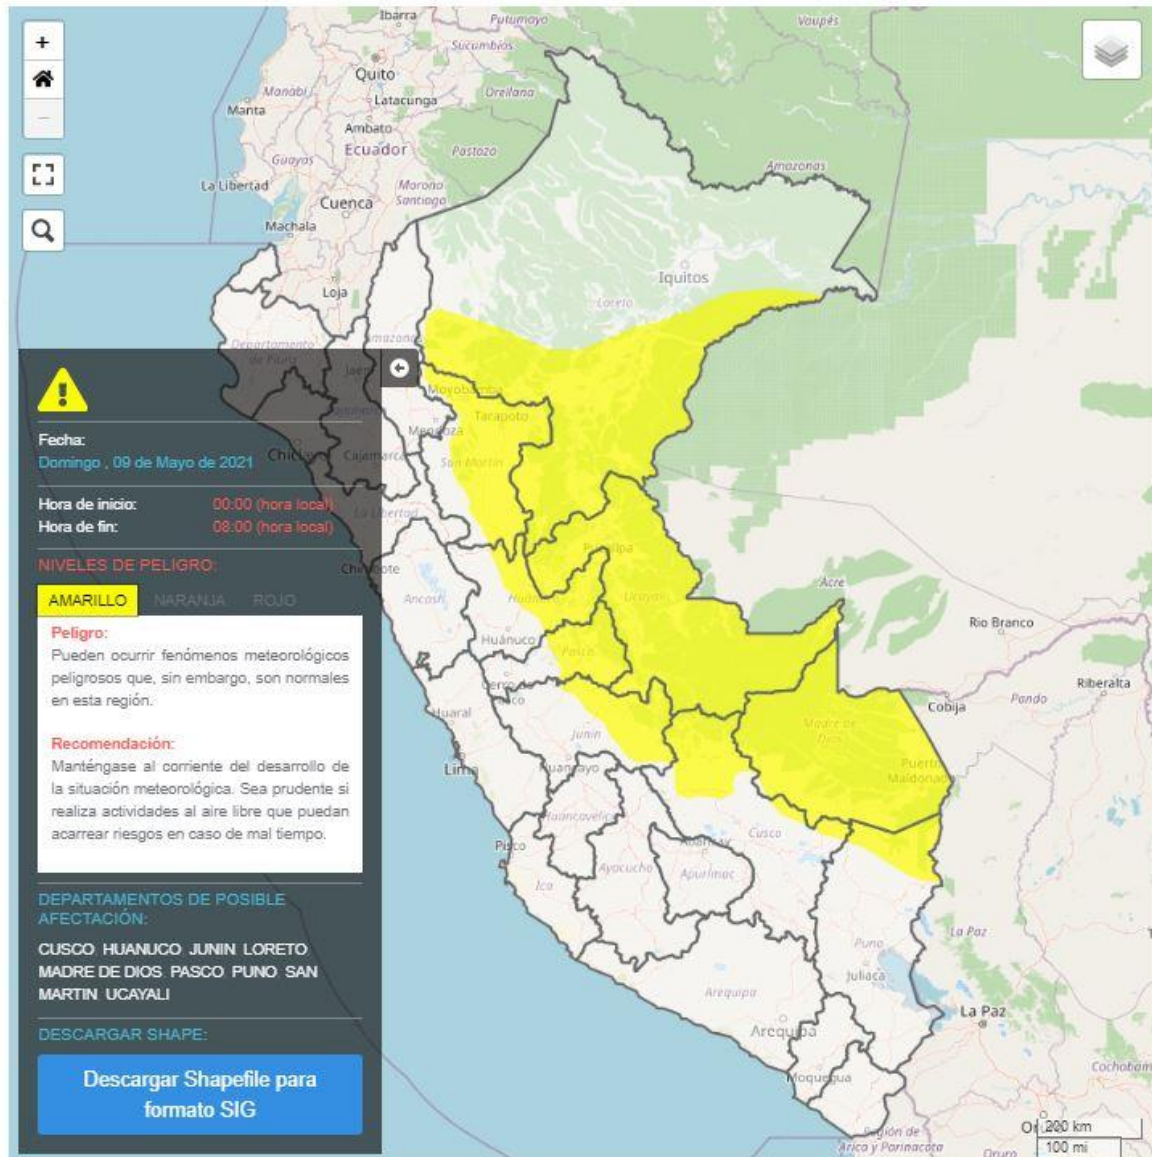 Ibarra
Putumayo
Vaupés
+
Sucumbíos
Quito
Manabí
Orellana
Latacunga
Manta
Ambato
Ecuador
Pastaza
Guayas
Amazonas
La Libertad
Morona
Santiago
Cuenca
Machala
Iquitos
Loja
Loreto
Amazonas
Departamento
de Piura
Jaén
Moyobamba
Tarapoto
Mendoza
San Martín
Fecha:
Domingo , 09 de Mayo de 2021
Cajamarca
Hora de inicio: 00:00 (hora local)
Hora de fin: 08:00 (hora local)
La Libertad
NIVELES DE PELIGRO:
AMARILLO NARANJA ROJO
Ancash
Ucayali
Acre
Rio Branco
Peligro:
Pueden ocurrir fenómenos meteorológicos
peligrosos que, sin embargo, son normales
en esta región.
Huánuco
Pasco
Riberalta
Pando
Cobija
Huaral
Madre de
Dios
Junín
Recomendación:
Manténgase al corriente del desarrollo de
la situación meteorológica. Sea prudente si
realiza actividades al aire libre que puedan
acarrear riesgos en caso de mal tiempo.
Lima
Huancayo
Puerto
Maldonado
Huancavelica
Cusco
Pisco
Abancay
Ayacucho
Apurímac
Ica
DEPARTAMENTOS DE POSIBLE
AFECTACIÓN:
CUSCO HUANUCO JUNIN LORETO
MADRE DE DIOS PASCO PUNO SAN
MARTIN UCAYALI
La Paz
Puno
Juliaca
Arequipa
La Paz
Arequipa
DESCARGAR SHAPE:
Descargar Shapefile para
formato SIG
Moquegua
Región de
Arica y Parinacota
Oruro
200 km
100 mi